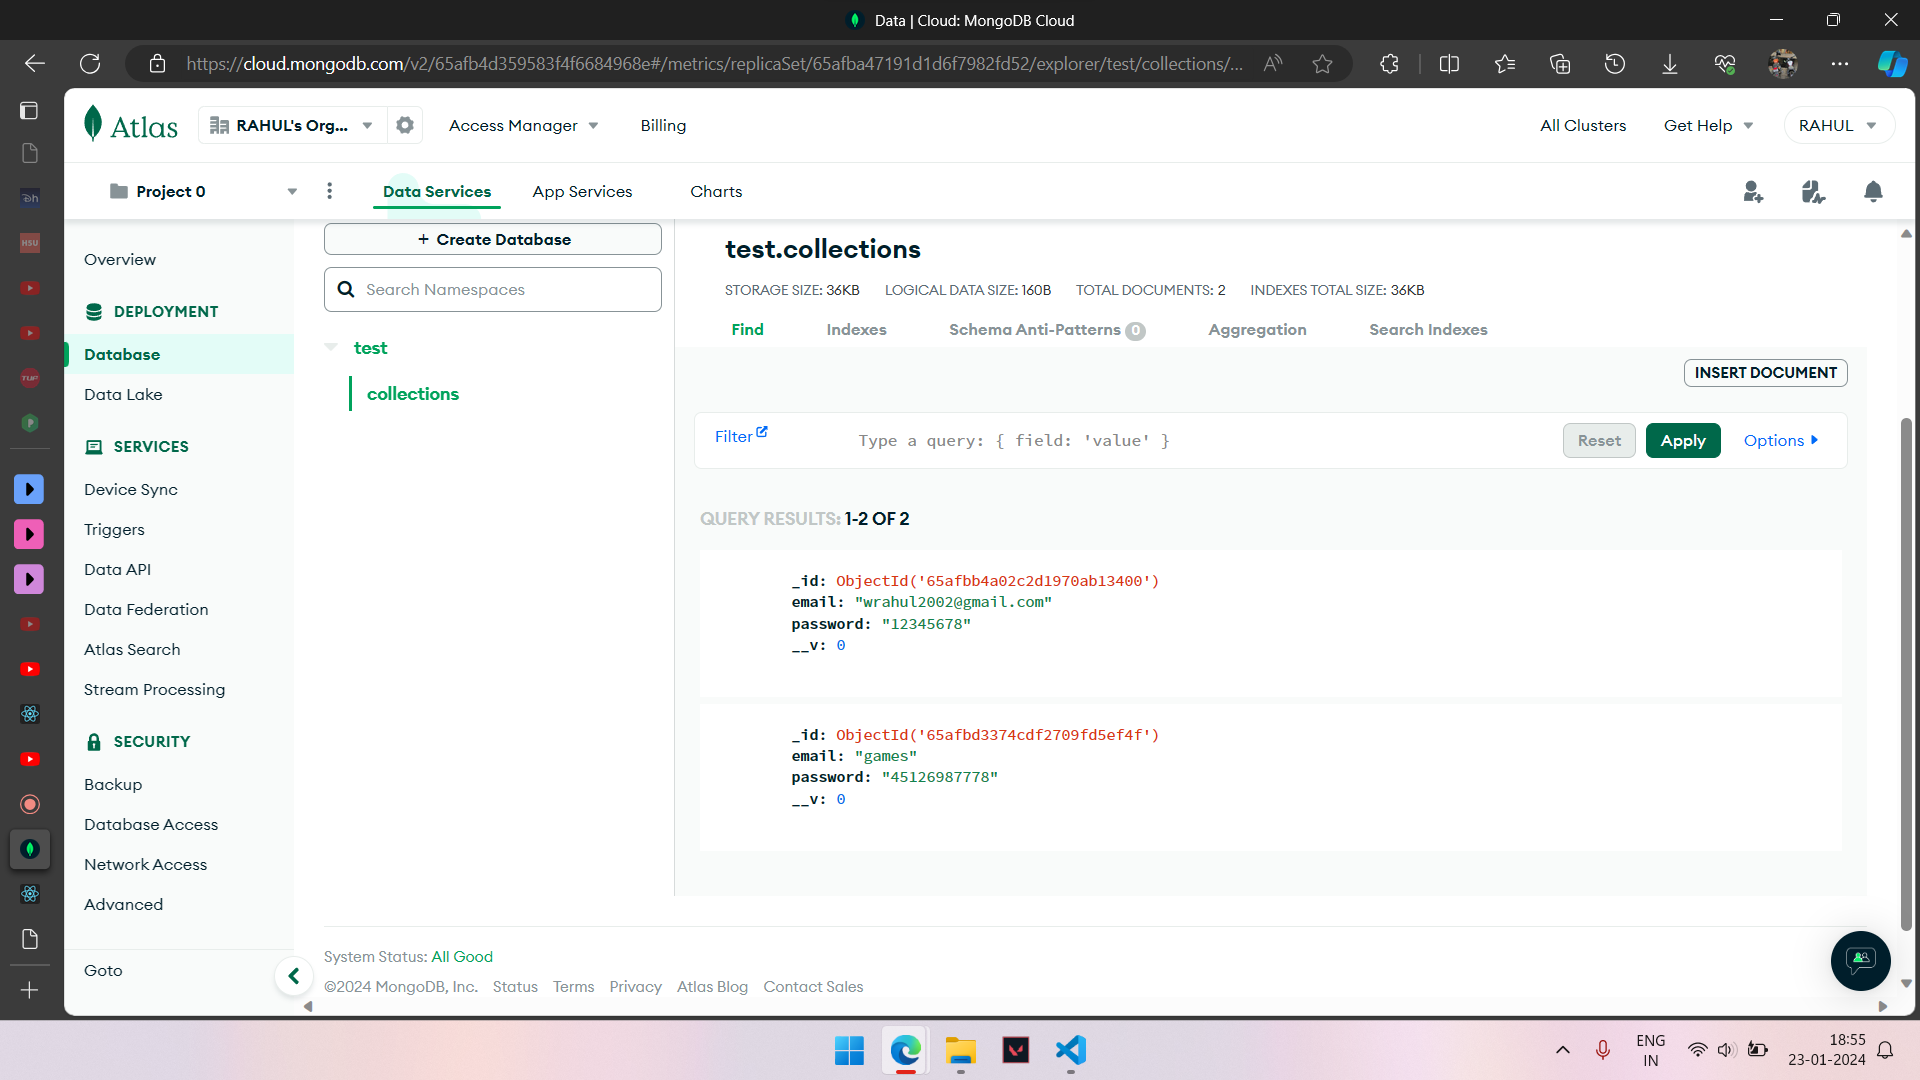 Data | Cloud: MongoDB Cloud
https://cloud.mongodb.com/v2/65afb4d359583f4f6684968e#/metrics/replicaSet/65afba47191d1d6f7982fd52/explorer/test/collections/...
Atlas
RAHUL's Org...
Access Manager
Billing
All Clusters
Get Help
RAHUL
Project 0
Data Services
App Services
Charts
Overview
DEPLOYMENT
Database
Data Lake
SERVICES
Device Sync
Triggers
Data API
Data Federation
Atlas Search
Stream Processing
SECURITY
Backup
Database Access
Network Access
Advanced
Goto
+ Create Database
Search Namespaces
test
collections
test.collections
STORAGE SIZE: 36KB LOGICAL DATA SIZE: 160B TOTAL DOCUMENTS: 2 INDEXES TOTAL SIZE: 36KB
Find Indexes Schema Anti-Patterns 0 Aggregation Search Indexes
INSERT DOCUMENT
Filter Type a query: { field: 'value' } Reset Apply Options
QUERY RESULTS: 1-2 OF 2
_id: ObjectId('65afbb4a02c2d1970ab13400')
email: "wrahul2002@gmail.com"
password: "12345678"
__v: 0
_id: ObjectId('65afbd3374cdf2709fd5ef4f')
email: "games"
password: "45126987778"
__v: 0
System Status: All Good
©2024 MongoDB, Inc. Status Terms Privacy Atlas Blog Contact Sales
HSU
TUF
ENG
IN
18:55
23-01-2024